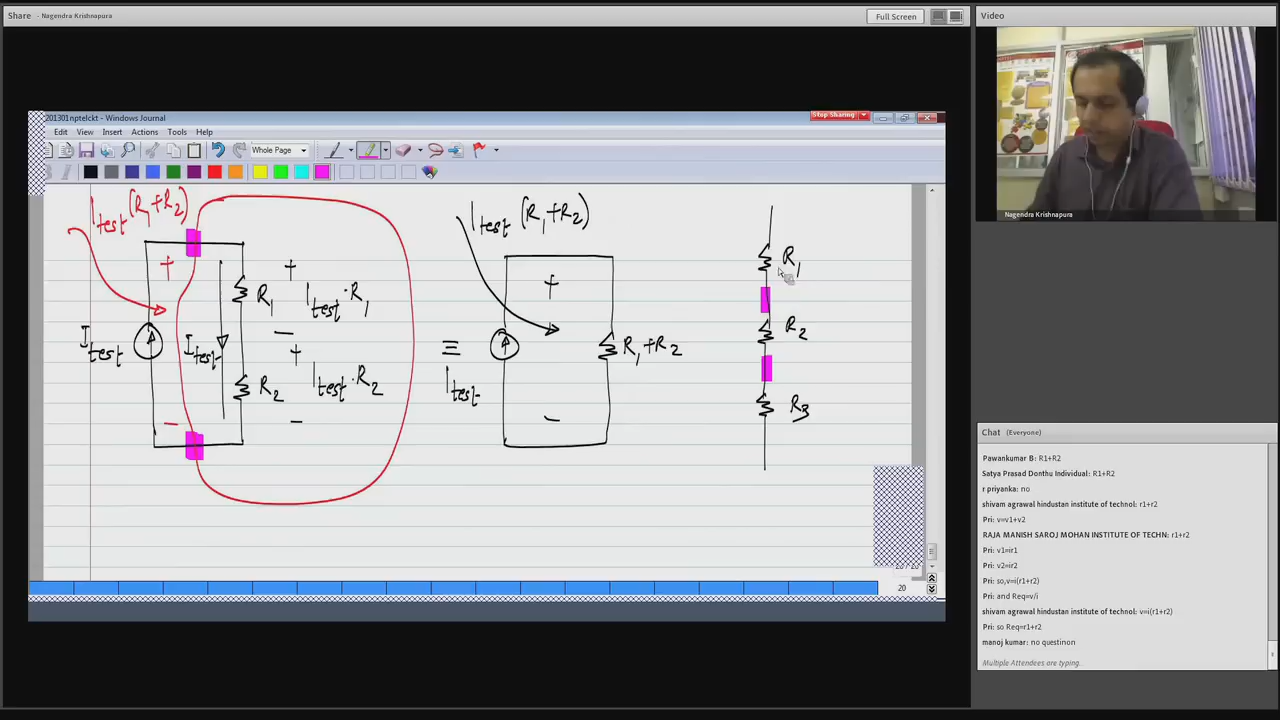 Share - Nagendra Krishnapura
Full Screen
Video
Nagendra Krishnapura
201301nptelckt - Windows Journal
Stop Sharing
Edit View Insert Actions Tools Help
Whole Page
Itest (R1+R2)
+
-
Itest
Itest
R1
R2
+
Itest·R1
-
+
Itest·R2
-
≡
Itest (R1+R2)
+
-
Itest
R1+R2
R1
R2
R3
20
Chat (Everyone)
Pawankumar B: R1+R2
Satya Prasad Donthu Individual: R1+R2
r priyanka: no
shivam agrawal hindustan institute of technol: r1+r2
Pri: v=v1+v2
RAJA MANISH SAROJ MOHAN INSTITUTE OF TECHN: r1+r2
Pri: v1=ir1
Pri: v2=ir2
Pri: so,v=i(r1+r2)
Pri: and Req=v/i
shivam agrawal hindustan institute of technol: v=i(r1+r2)
Pri: so Req=r1+r2
manoj kumar: no questinon
Multiple Attendees are typing.